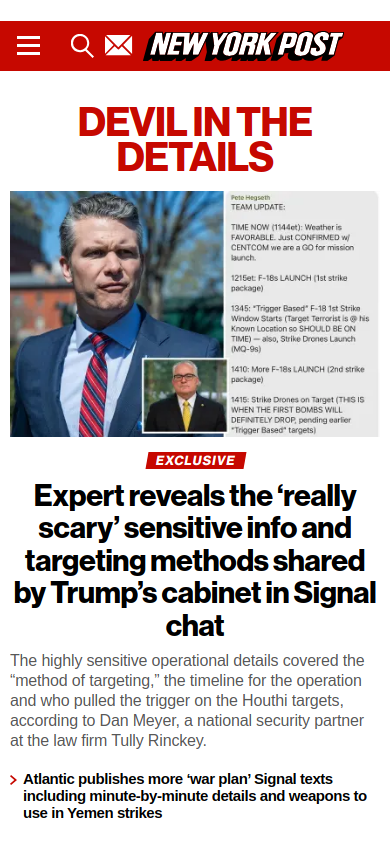 NEW YORK POST
DEVIL IN THE
DETAILS
Pete Hegseth
TEAM UPDATE:
TIME NOW (1144et): Weather is
FAVORABLE. Just CONFIRMED w/
CENTCOM we are a GO for mission
launch.
1215et: F-18s LAUNCH (1st strike
package)
1345: “Trigger Based” F-18 1st Strike
Window Starts (Target Terrorist is @ his
Known Location so SHOULD BE ON
TIME) — also, Strike Drones Launch
(MQ-9s)
1410: More F-18s LAUNCH (2nd strike
package)
1415: Strike Drones on Target (THIS IS
WHEN THE FIRST BOMBS WILL
DEFINITELY DROP, pending earlier
“Trigger Based” targets)
EXCLUSIVE
Expert reveals the ‘really
scary’ sensitive info and
targeting methods shared
by Trump’s cabinet in Signal
chat
The highly sensitive operational details covered the
“method of targeting,” the timeline for the operation
and who pulled the trigger on the Houthi targets,
according to Dan Meyer, a national security partner
at the law firm Tully Rinckey.
Atlantic publishes more ‘war plan’ Signal texts
including minute-by-minute details and weapons to
use in Yemen strikes